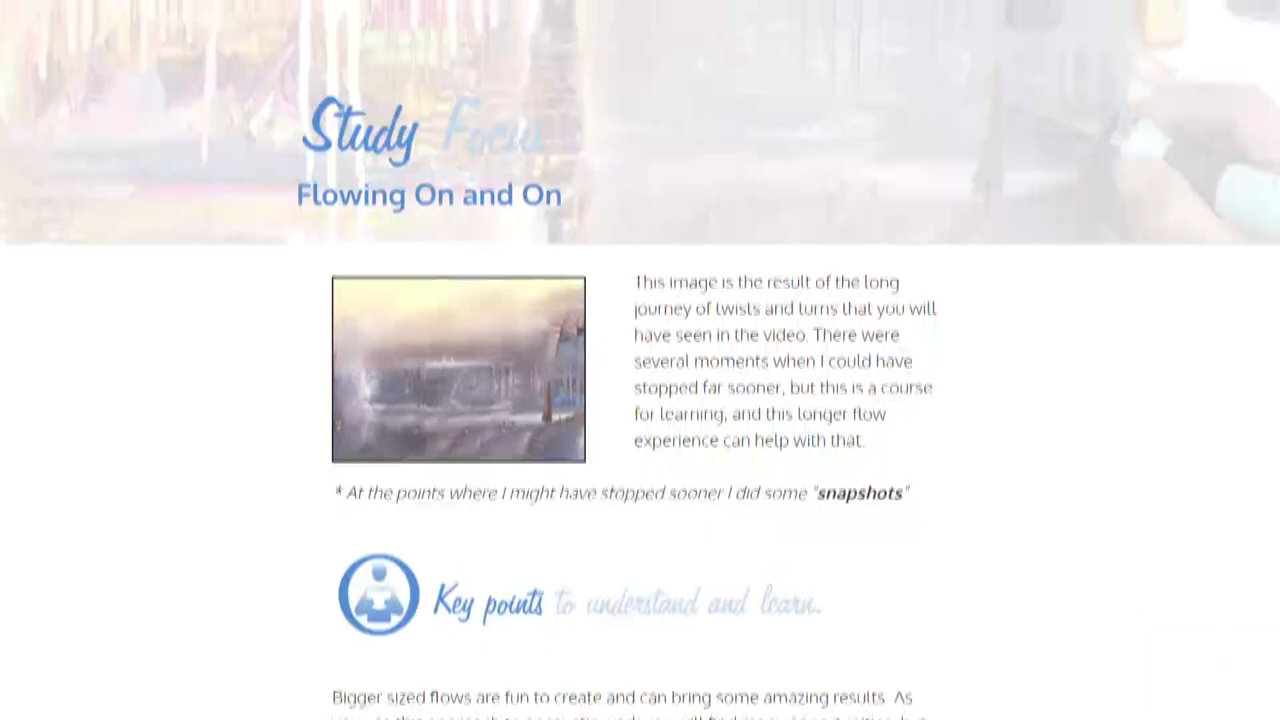 Study Focus
Flowing On and On
This image is the result of the long
journey of twists and turns that you will
have seen in the video. There were
several moments when I could have
stopped far sooner, but this is a course
for learning, and this longer flow
experience can help with that.
* At the points where I might have stopped sooner I did some "snapshots"
Key points to understand and learn.
Bigger sized flows are fun to create and can bring some amazing results. As